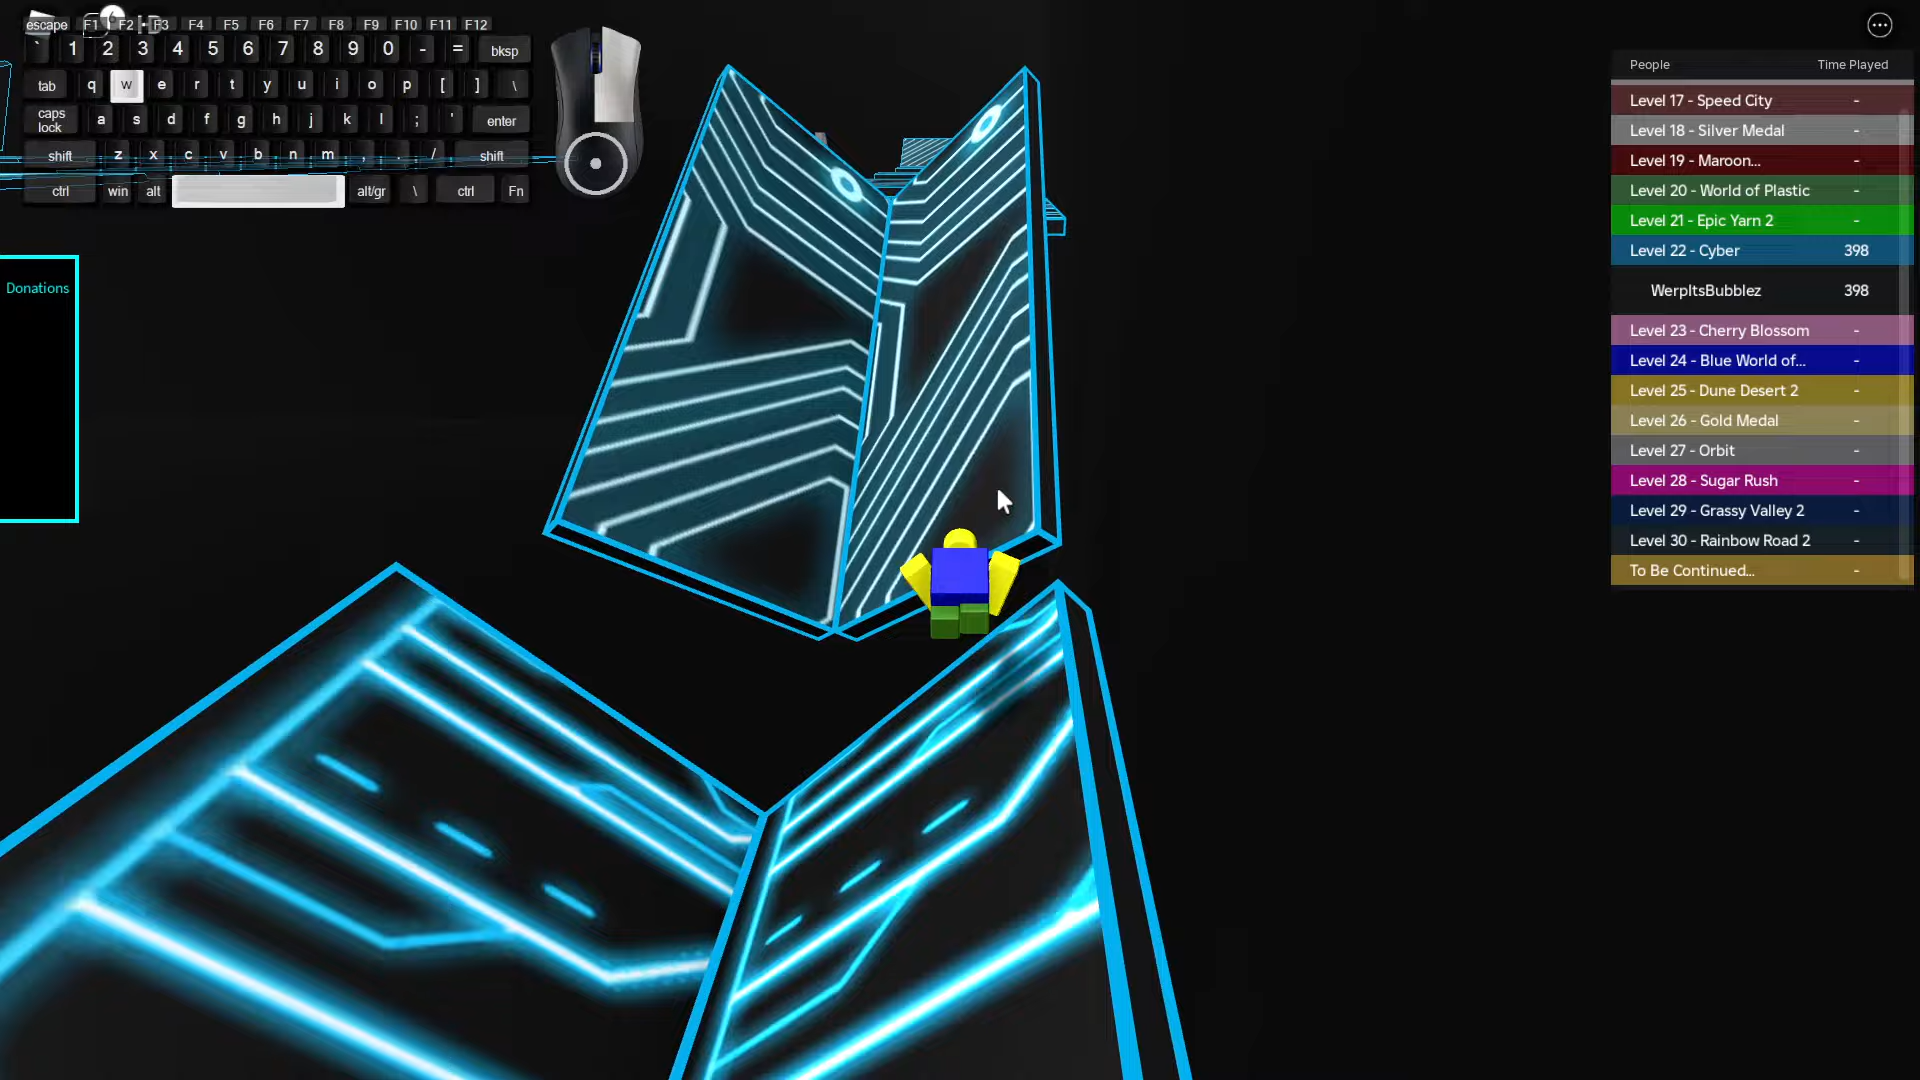 escape F1 F2 F3 F4 F5 F6 F7 F8 F9 F10 F11 F12
` 1 2 3 4 5 6 7 8 9 0 - = bksp
tab q w e r t y u i o p [ ] \
caps lock a s d f g h j k l ; ' enter
shift z x c v b n m , . / shift
ctrl win alt alt/gr \ ctrl Fn
Donations
People Time Played
Level 17 - Speed City -
Level 18 - Silver Medal -
Level 19 - Maroon... -
Level 20 - World of Plastic -
Level 21 - Epic Yarn 2 -
Level 22 - Cyber 398
WerpItsBubblez 398
Level 23 - Cherry Blossom -
Level 24 - Blue World of... -
Level 25 - Dune Desert 2 -
Level 26 - Gold Medal -
Level 27 - Orbit -
Level 28 - Sugar Rush -
Level 29 - Grassy Valley 2 -
Level 30 - Rainbow Road 2 -
To Be Continued... -